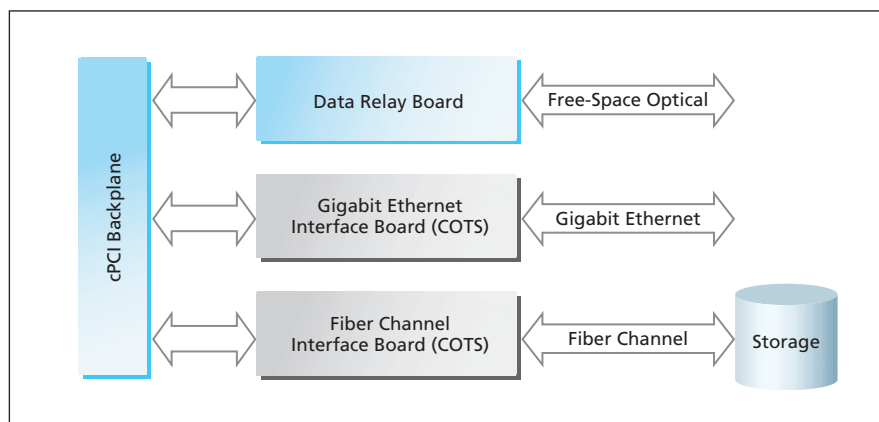 cPCI Backplane
Data Relay Board
Free-Space Optical
Gigabit Ethernet
Interface Board (COTS)
Gigabit Ethernet
Fiber Channel
Interface Board (COTS)
Fiber Channel
Storage